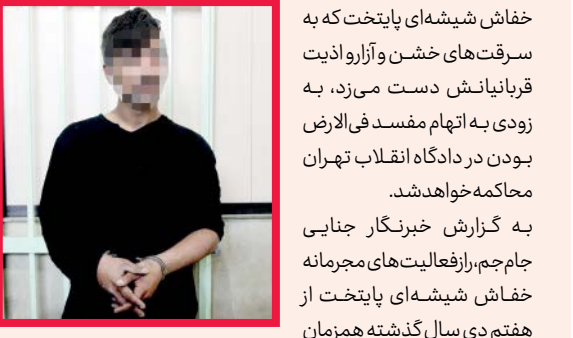 خفاش شیشه‌ای پایتخت که به
سرقت‌های خشن و آزار و اذیت
قربانیانش دست می‌زد، به
زودی به اتهام مفسد فی‌الارض
بودن در دادگاه انقلاب تهران
محاکمه خواهد شد.
به گزارش خبرنگار جنایی
جام‌جم، راز فعالیت‌های مجرمانه
خفاش شیشه‌ای پایتخت از
هفتم دی سال گذشته همزمان